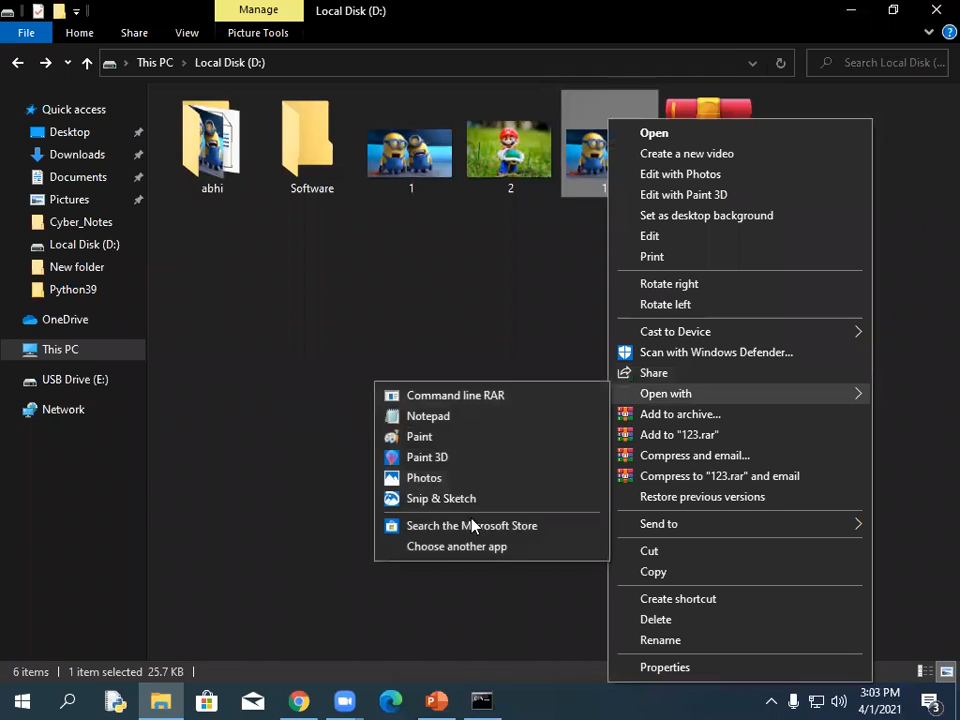 Manage
Local Disk (D:)
File
Home
Share
View
Picture Tools
This PC
Local Disk (D:)
Search Local Disk (...
Quick access
Desktop
Downloads
Documents
Pictures
Cyber_Notes
Local Disk (D:)
New folder
Python39
OneDrive
This PC
USB Drive (E:)
Network
abhi
Software
1
2
1
Open
Create a new video
Edit with Photos
Edit with Paint 3D
Set as desktop background
Edit
Print
Rotate right
Rotate left
Cast to Device
Scan with Windows Defender...
Share
Open with
Add to archive...
Add to "123.rar"
Compress and email...
Compress to "123.rar" and email
Restore previous versions
Send to
Cut
Copy
Create shortcut
Delete
Rename
Properties
Command line RAR
Notepad
Paint
Paint 3D
Photos
Snip & Sketch
Search the Microsoft Store
Choose another app
6 items
1 item selected 25.7 KB
3:03 PM
4/1/2021
3